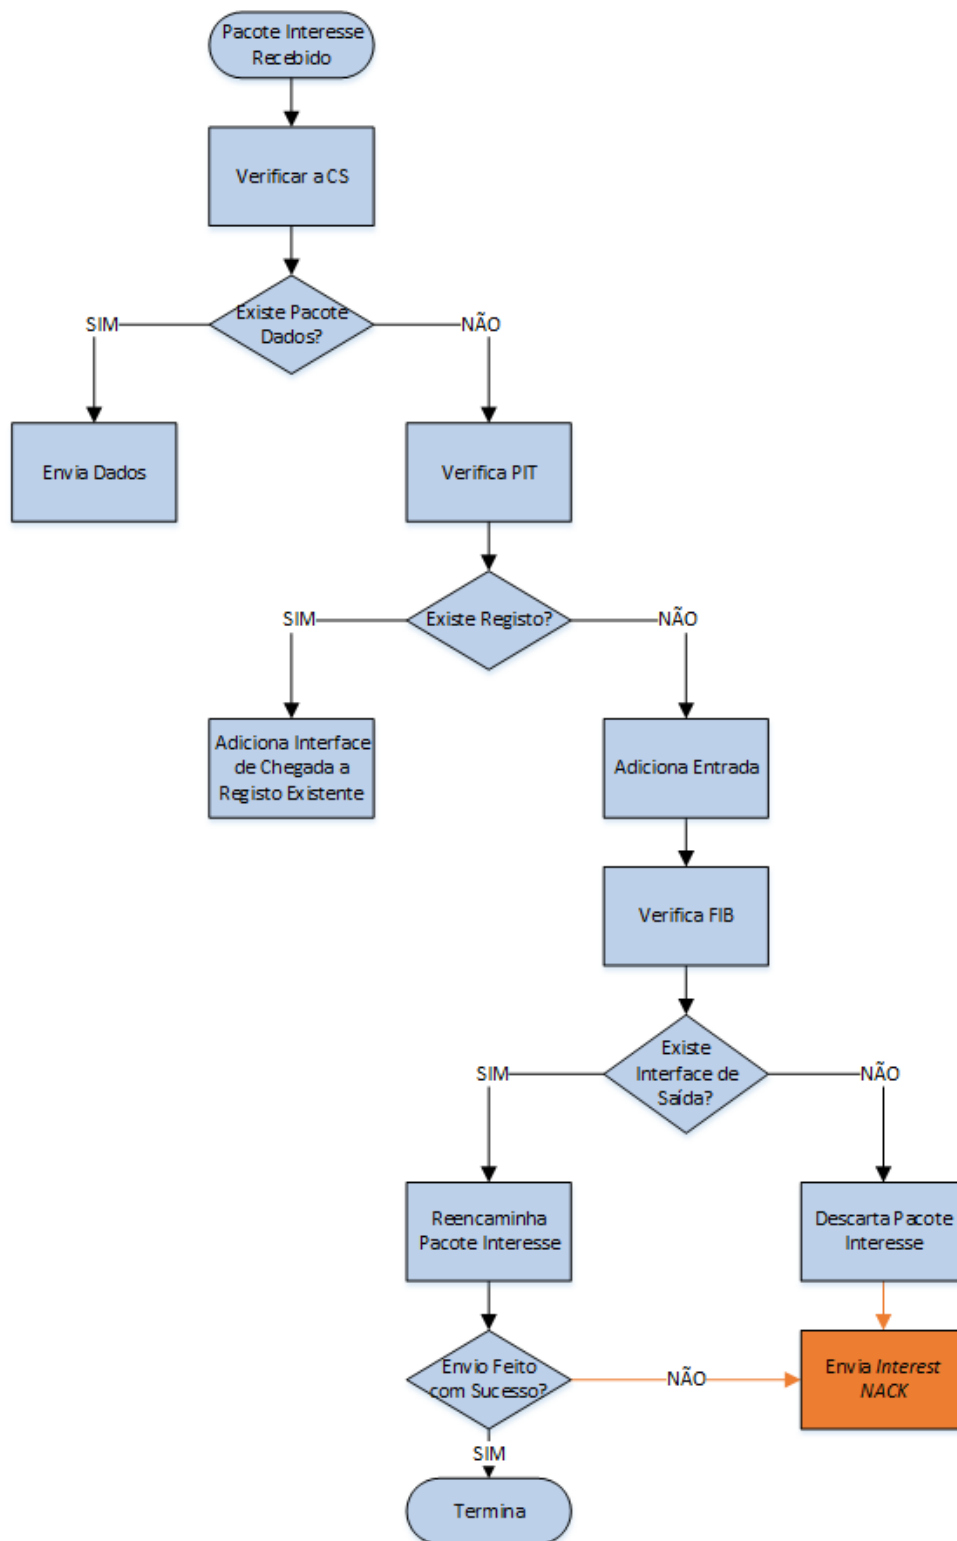 Pacote Interesse
Recebido
Verificar a CS
Existe Pacote
Dados?
SIM
NÃO
Envia Dados
Verifica PIT
Existe Registo?
SIM
NÃO
Adiciona Interface
de Chegada a
Registo Existente
Adiciona Entrada
Verifica FIB
Existe
Interface de
Saída?
SIM
NÃO
Reencaminha
Pacote Interesse
Descarta Pacote
Interesse
Envio Feito
com Sucesso?
NÃO
Envia Interest
NACK
SIM
Termina